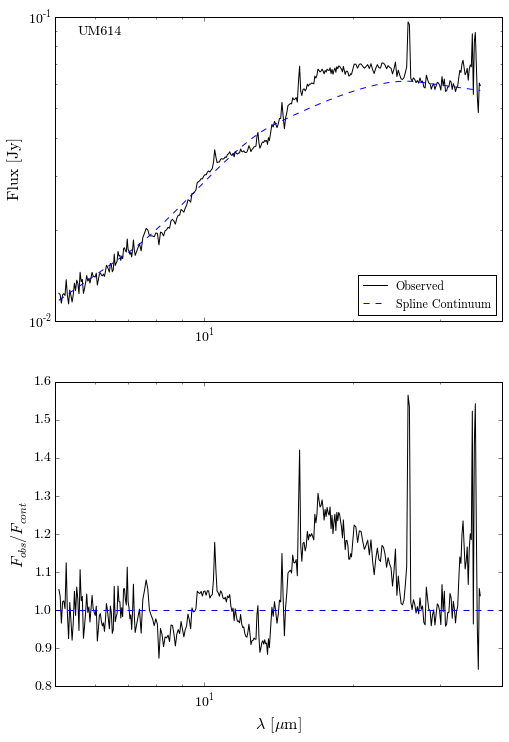 10^-1
UM614
Flux [Jy]
Observed
Spline Continuum
10^-2
10^1
1.6
1.5
1.4
1.3
1.2
1.1
1.0
0.9
0.8
F_obs/F_cont
10^1
λ [μm]